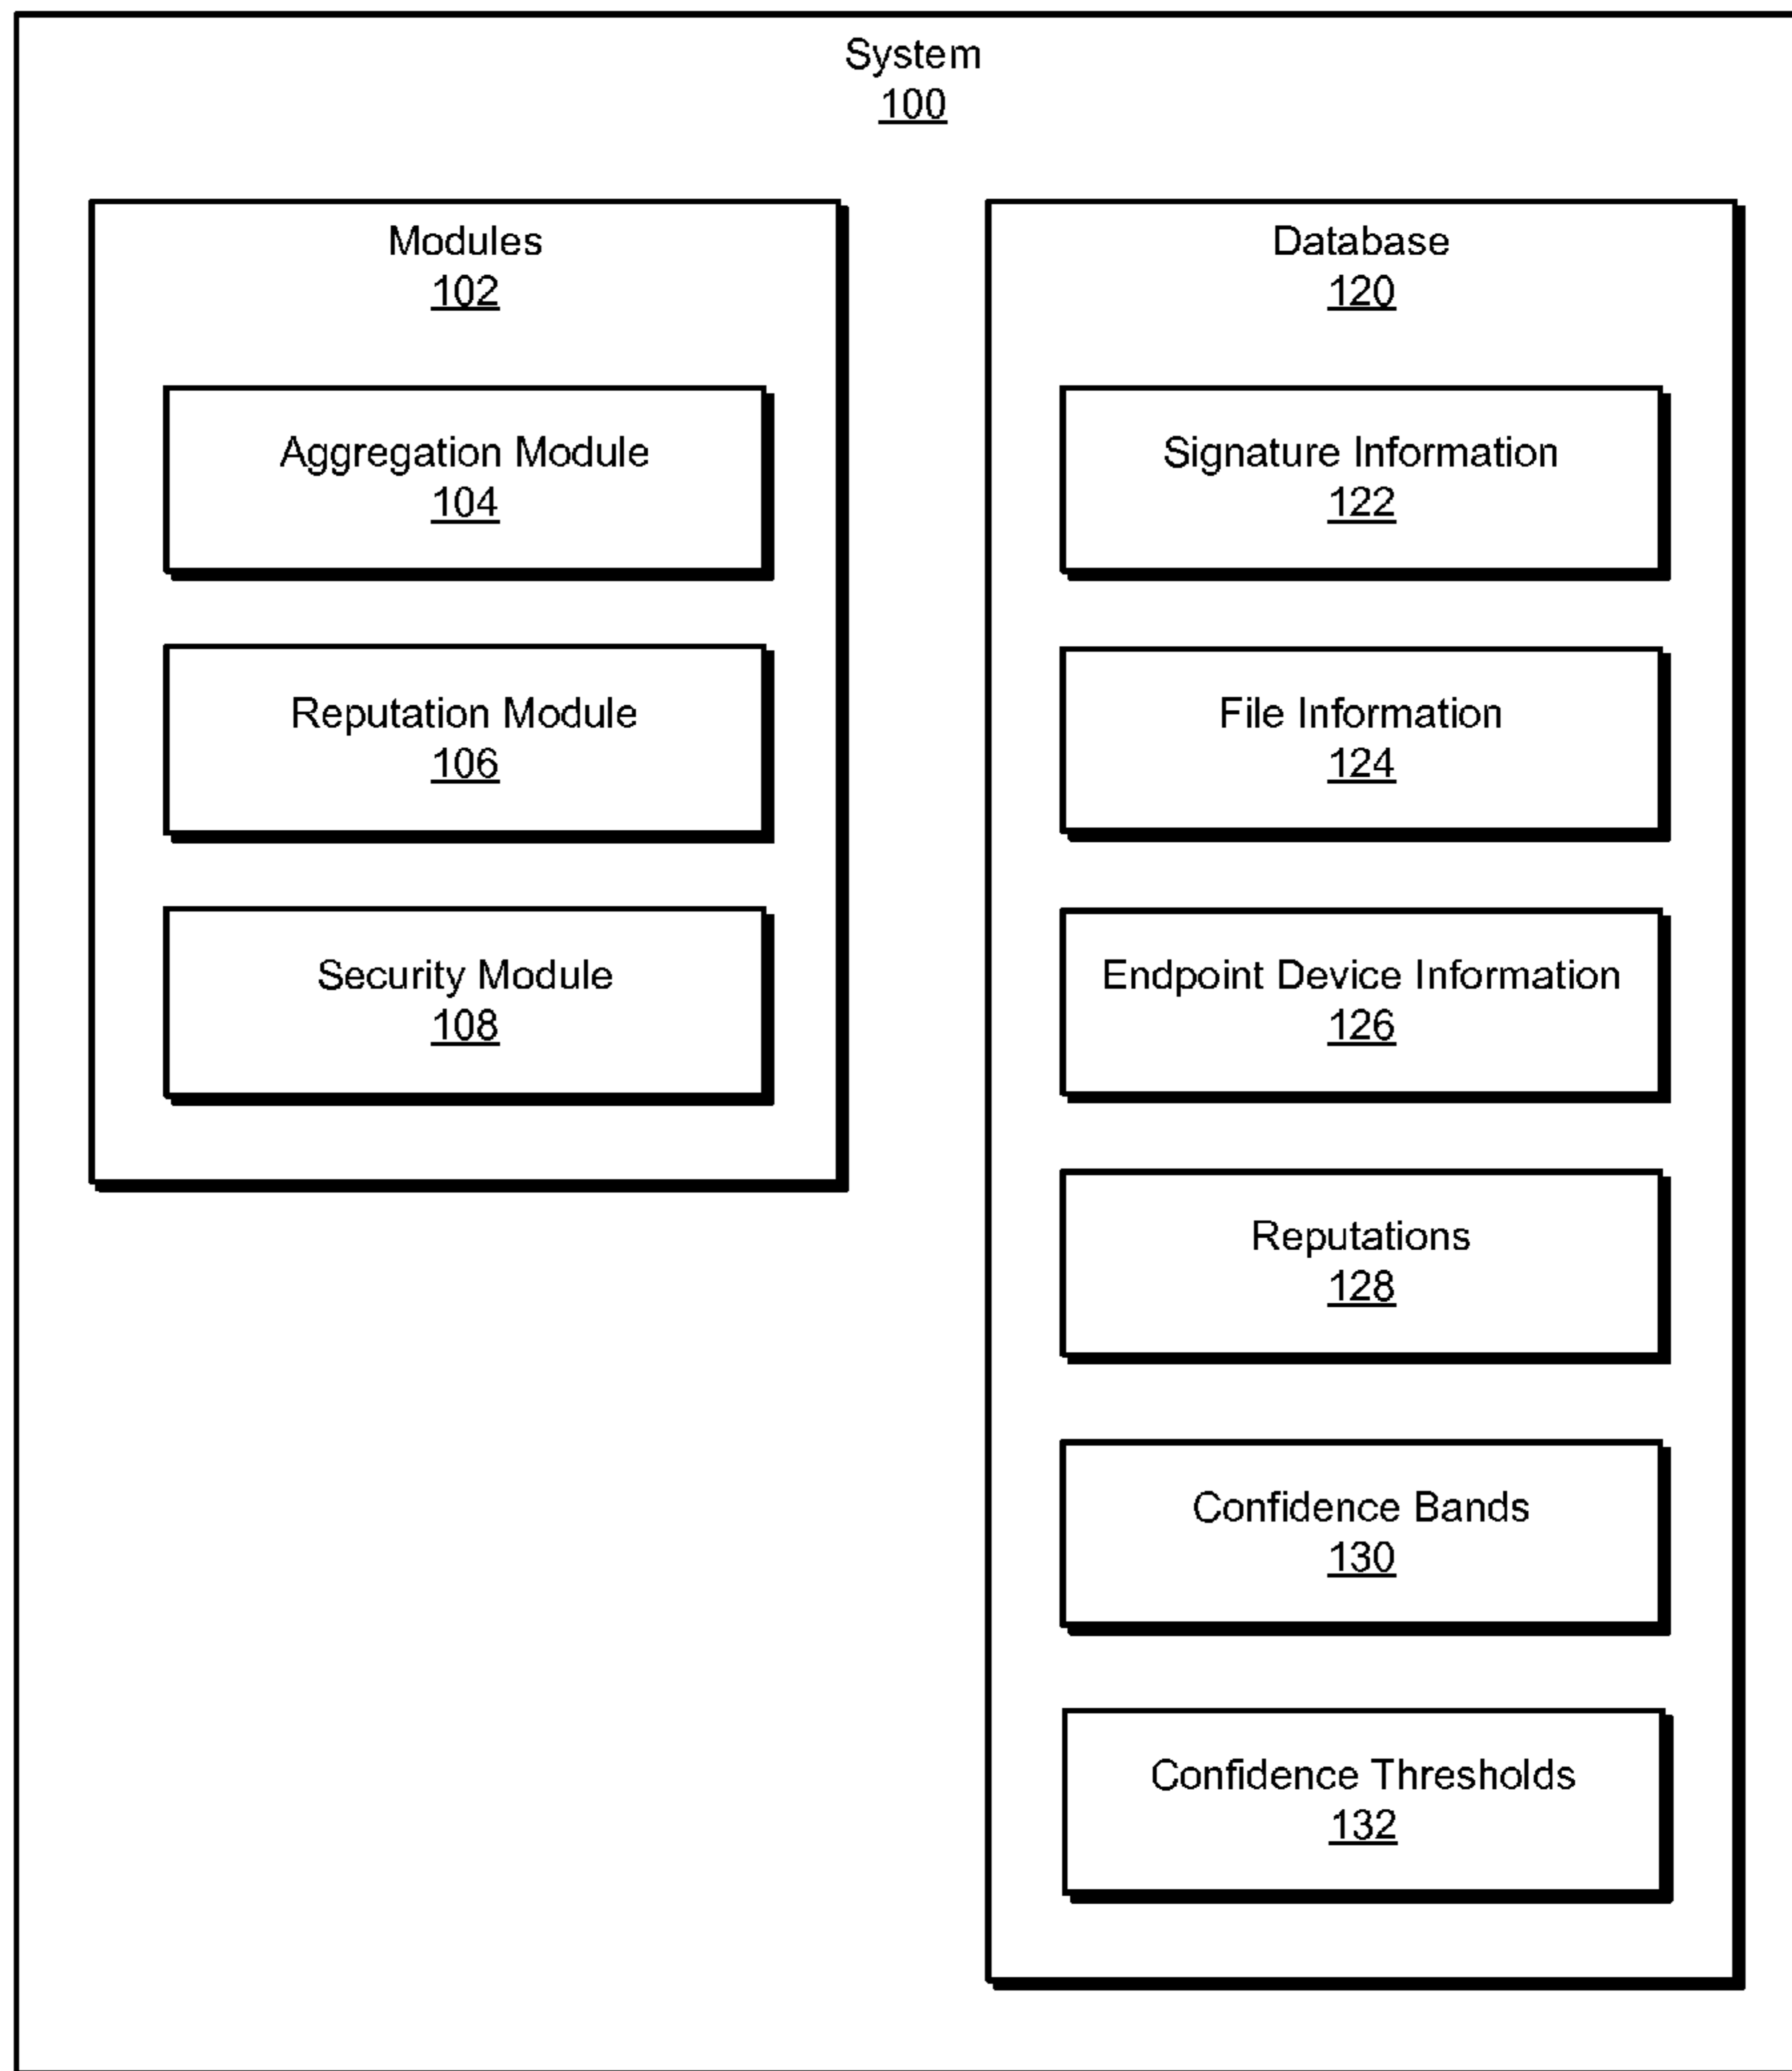 System
100
Modules
102
Aggregation Module
104
Reputation Module
106
Security Module
108
Database
120
Signature Information
122
File Information
124
Endpoint Device Information
126
Reputations
128
Confidence Bands
130
Confidence Thresholds
132